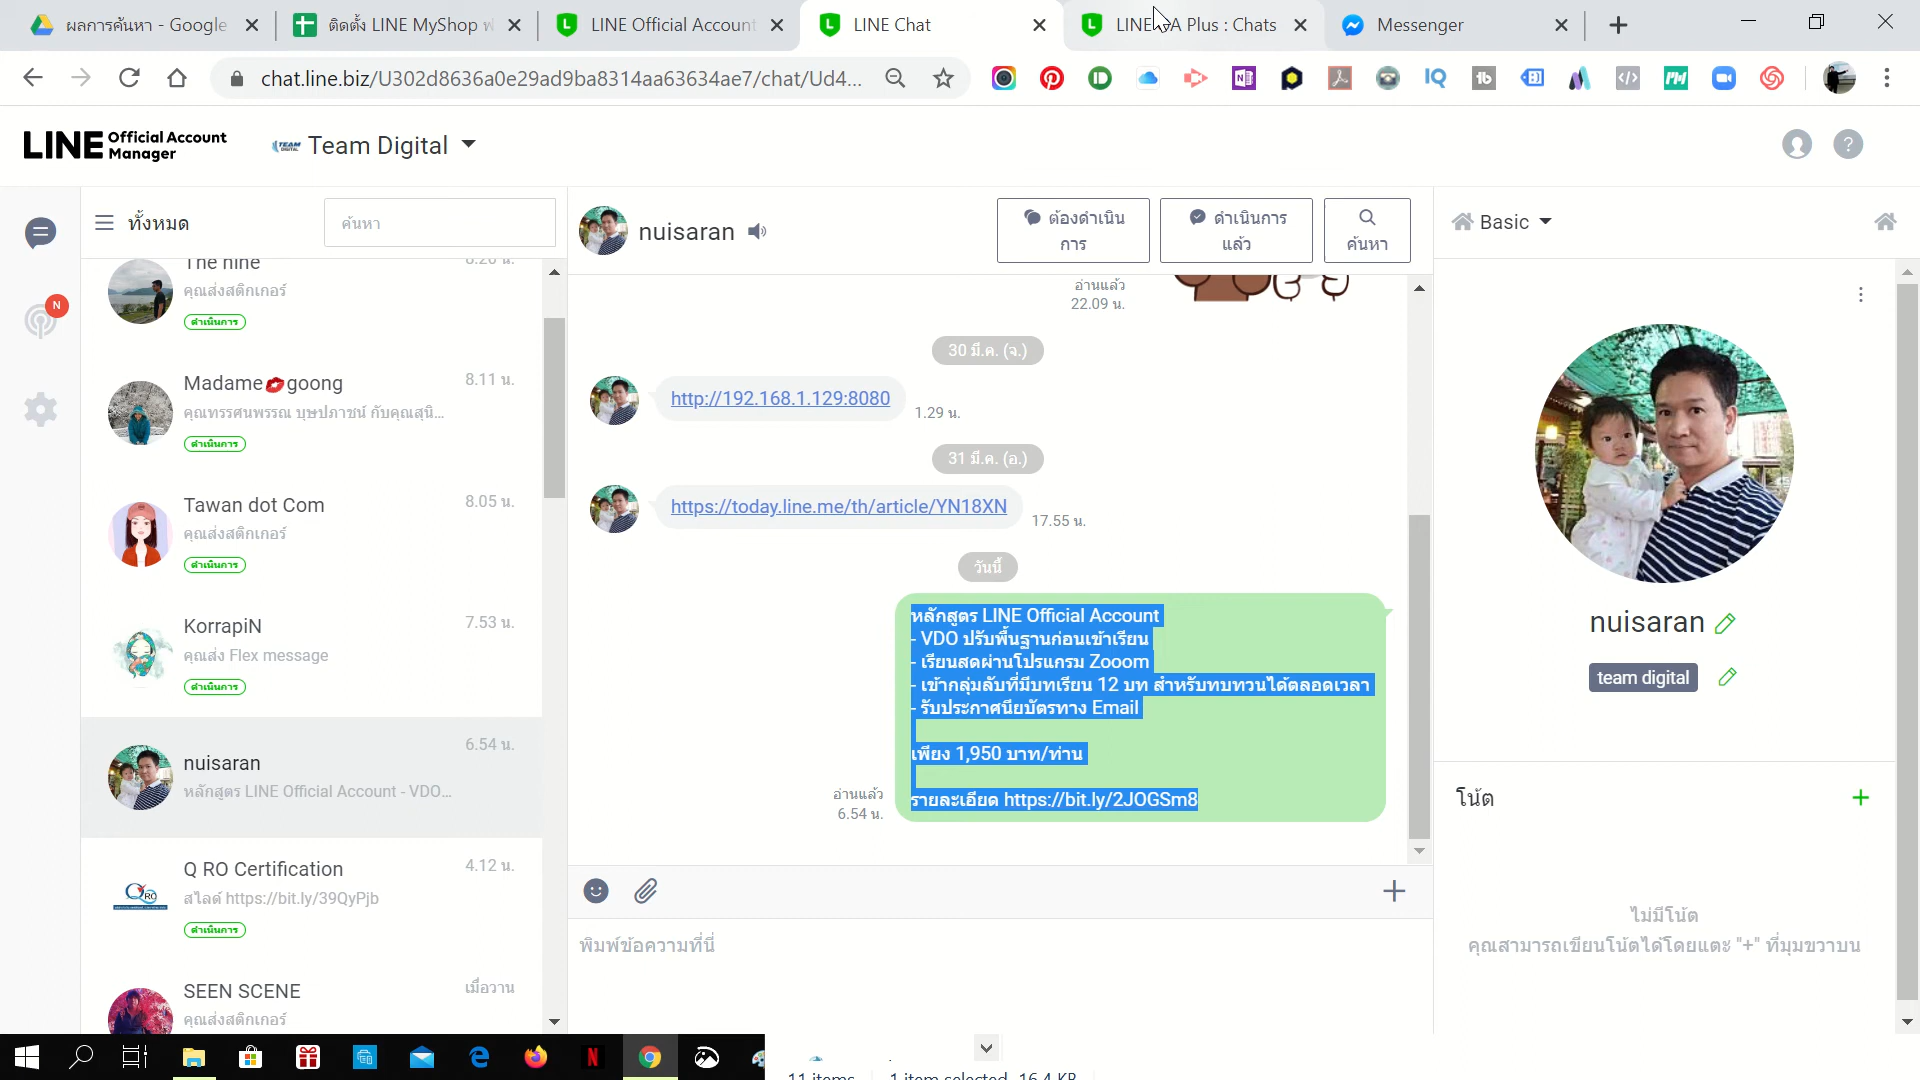 ผลการค้นหา - Google
ติดตั้ง LINE MyShop
LINE Official Account
LINE Chat
LINE A Plus : Chats
Messenger
chat.line.biz/U302d8636a0e29ad9ba8314aa63634ae7/chat/Ud4...
LINE Official Account
Manager
Team Digital
ทั้งหมด
ค้นหา
nuisaran
ต้องดำเนิน
การ
ดำเนินการ
แล้ว
ค้นหา
Basic
The nine
8.20 น.
คุณส่งสติกเกอร์
ดำเนินการ
Madame💋goong
8.11 น.
คุณทรรศนพรรณ บุษปภาชน์ กับคุณสุนิ...
ดำเนินการ
Tawan dot Com
8.05 น.
คุณส่งสติกเกอร์
ดำเนินการ
KorrapiN
7.53 น.
คุณส่ง Flex message
ดำเนินการ
nuisaran
6.54 น.
หลักสูตร LINE Official Account - VDO...
Q RO Certification
4.12 น.
สไลด์ https://bit.ly/39QyPjb
ดำเนินการ
SEEN SCENE
เมื่อวาน
คุณส่งสติกเกอร์
อ่านแล้ว
22.09 น.
30 มี.ค. (จ.)
http://192.168.1.129:8080
1.29 น.
31 มี.ค. (อ.)
https://today.line.me/th/article/YN18XN
17.55 น.
วันนี้
หลักสูตร LINE Official Account
- VDO ปรับพื้นฐานก่อนเข้าเรียน
- เรียนสดผ่านโปรแกรม Zooom
- เข้ากลุ่มลับที่มีบทเรียน 12 บท สำหรับทบทวนได้ตลอดเวลา
- รับประกาศนียบัตรทาง Email
เพียง 1,950 บาท/ท่าน
รายละเอียด https://bit.ly/2JOGSm8
อ่านแล้ว
6.54 น.
พิมพ์ข้อความที่นี่
nuisaran
team digital
โน้ต
ไม่มีโน้ต
คุณสามารถเขียนโน้ตได้โดยแตะ "+" ที่มุมขวาบน
11 items
1 item selected 16.4 KB